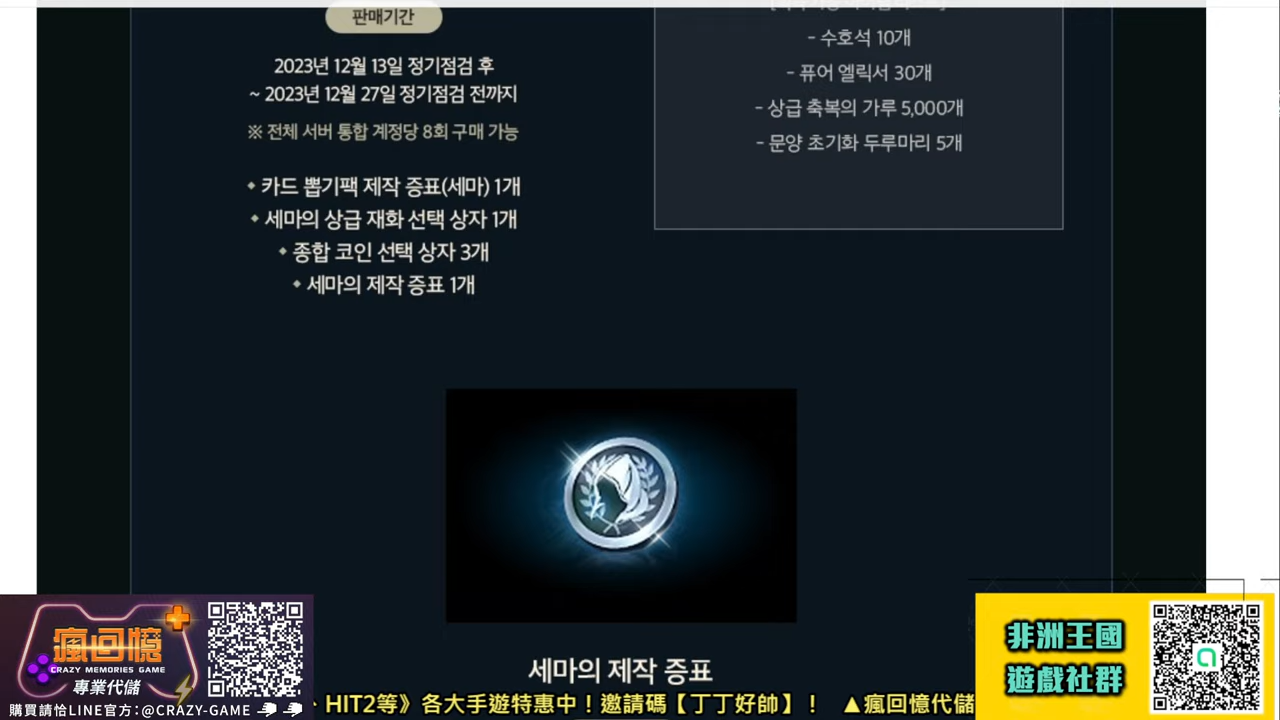 판매기간
2023년 12월 13일 정기점검 후
~ 2023년 12월 27일 정기점검 전까지
※ 전체 서버 통합 계정당 8회 구매 가능
◆ 카드 뽑기팩 제작 증표(세마) 1개
◆ 세마의 상급 재화 선택 상자 1개
◆ 종합 코인 선택 상자 3개
◆ 세마의 제작 증표 1개
- 수호석 10개
- 퓨어 엘릭서 30개
- 상급 축복의 가루 5,000개
- 문양 초기화 두루마리 5개
세마의 제작 증표
瘋回憶
CRAZY MEMORIES GAME
專業代儲
購買請恰LINE官方:@CRAZY-GAME
HIT2等》各大手遊特惠中！邀請碼【丁丁好帥】！ ▲瘋回憶代儲
非洲王國
遊戲社群